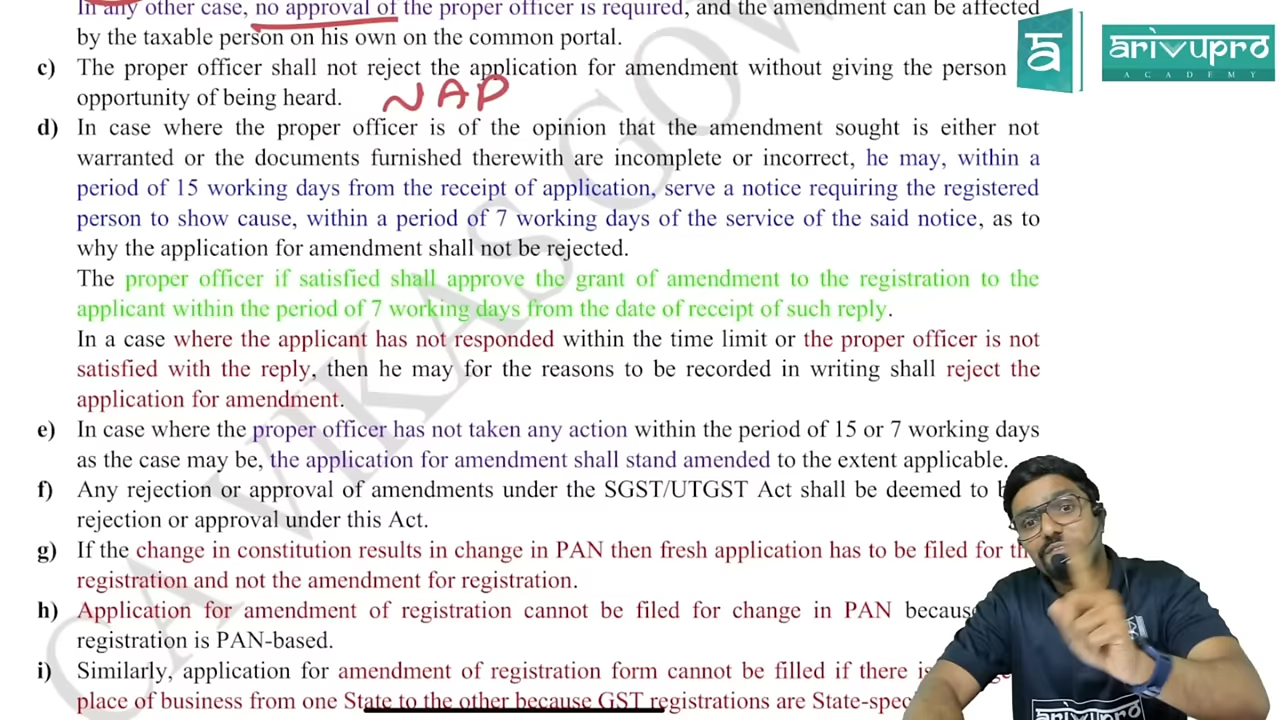 In any other case, no approval of the proper officer is required, and the amendment can be affected
by the taxable person on his own on the common portal.
c) The proper officer shall not reject the application for amendment without giving the person
opportunity of being heard.
NAP
d) In case where the proper officer is of the opinion that the amendment sought is either not
warranted or the documents furnished therewith are incomplete or incorrect, he may, within a
period of 15 working days from the receipt of application, serve a notice requiring the registered
person to show cause, within a period of 7 working days of the service of the said notice, as to
why the application for amendment shall not be rejected.
The proper officer if satisfied shall approve the grant of amendment to the registration to the
applicant within the period of 7 working days from the date of receipt of such reply.
In a case where the applicant has not responded within the time limit or the proper officer is not
satisfied with the reply, then he may for the reasons to be recorded in writing shall reject the
application for amendment.
e) In case where the proper officer has not taken any action within the period of 15 or 7 working days
as the case may be, the application for amendment shall stand amended to the extent applicable.
f) Any rejection or approval of amendments under the SGST/UTGST Act shall be deemed to
rejection or approval under this Act.
g) If the change in constitution results in change in PAN then fresh application has to be filed for
registration and not the amendment for registration.
h) Application for amendment of registration cannot be filed for change in PAN
registration is PAN-based.
i) Similarly, application for amendment of registration form cannot be filled if there
place of business from one State to the other because GST registrations are
CA VIKAS GOW
a
arivupro
ACADEMY
arivupro